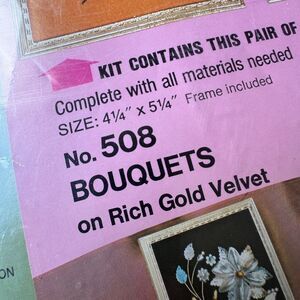 KIT CONTAINS THIS PAIR OF
Complete with all materials needed
SIZE: 4¼" x 5¼" Frame included
No. 508
BOUQUETS
on Rich Gold Velvet
ON